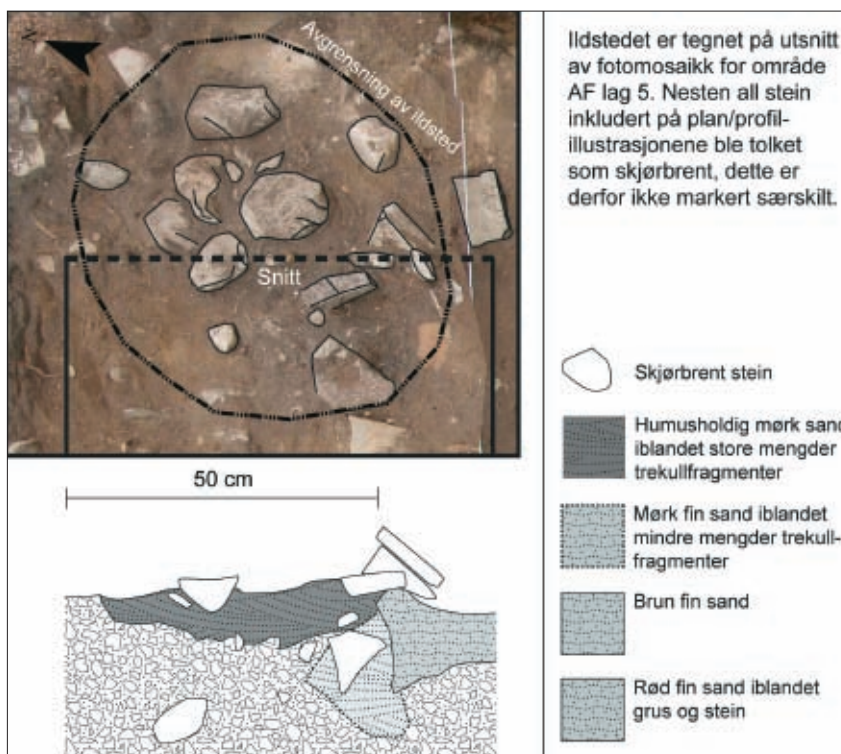 N
Avgrensning av ildsted
Snitt
50 cm
Ildstedet er tegnet på utsnitt
av fotomosaikk for område
AF lag 5. Nesten all stein
inkludert på plan/profil-
illustrasjonene ble tolket
som skjørbrent, dette er
derfor ikke markert særskilt.
Skjørbrent stein
Humusholdig mørk sand
iblandet store mengder
trekullfragmenter
Mørk fin sand iblandet
mindre mengder trekull-
fragmenter
Brun fin sand
Rød fin sand iblandet
grus og stein